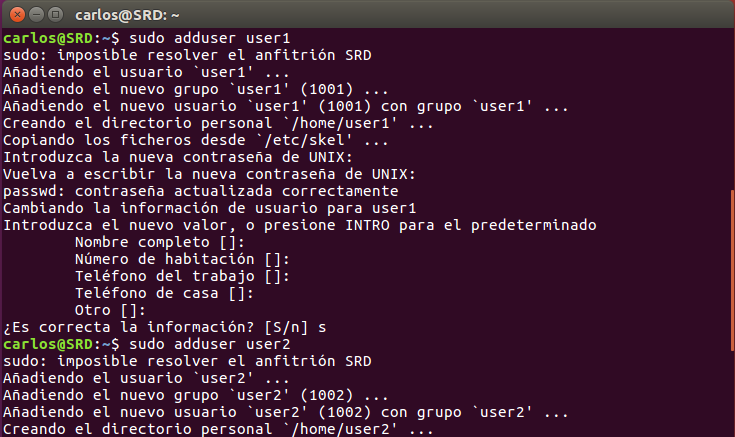 carlos@SRD: ~
carlos@SRD:~$ sudo adduser user1
sudo: imposible resolver el anfitrión SRD
Añadiendo el usuario `user1' ...
Añadiendo el nuevo grupo `user1' (1001) ...
Añadiendo el nuevo usuario `user1' (1001) con grupo `user1' ...
Creando el directorio personal `/home/user1' ...
Copiando los ficheros desde `/etc/skel' ...
Introduzca la nueva contraseña de UNIX:
Vuelva a escribir la nueva contraseña de UNIX:
passwd: contraseña actualizada correctamente
Cambiando la información de usuario para user1
Introduzca el nuevo valor, o presione INTRO para el predeterminado
Nombre completo []:
Número de habitación []:
Teléfono del trabajo []:
Teléfono de casa []:
Otro []:
¿Es correcta la información? [S/n] s
carlos@SRD:~$ sudo adduser user2
sudo: imposible resolver el anfitrión SRD
Añadiendo el usuario `user2' ...
Añadiendo el nuevo grupo `user2' (1002) ...
Añadiendo el nuevo usuario `user2' (1002) con grupo `user2' ...
Creando el directorio personal `/home/user2' ...